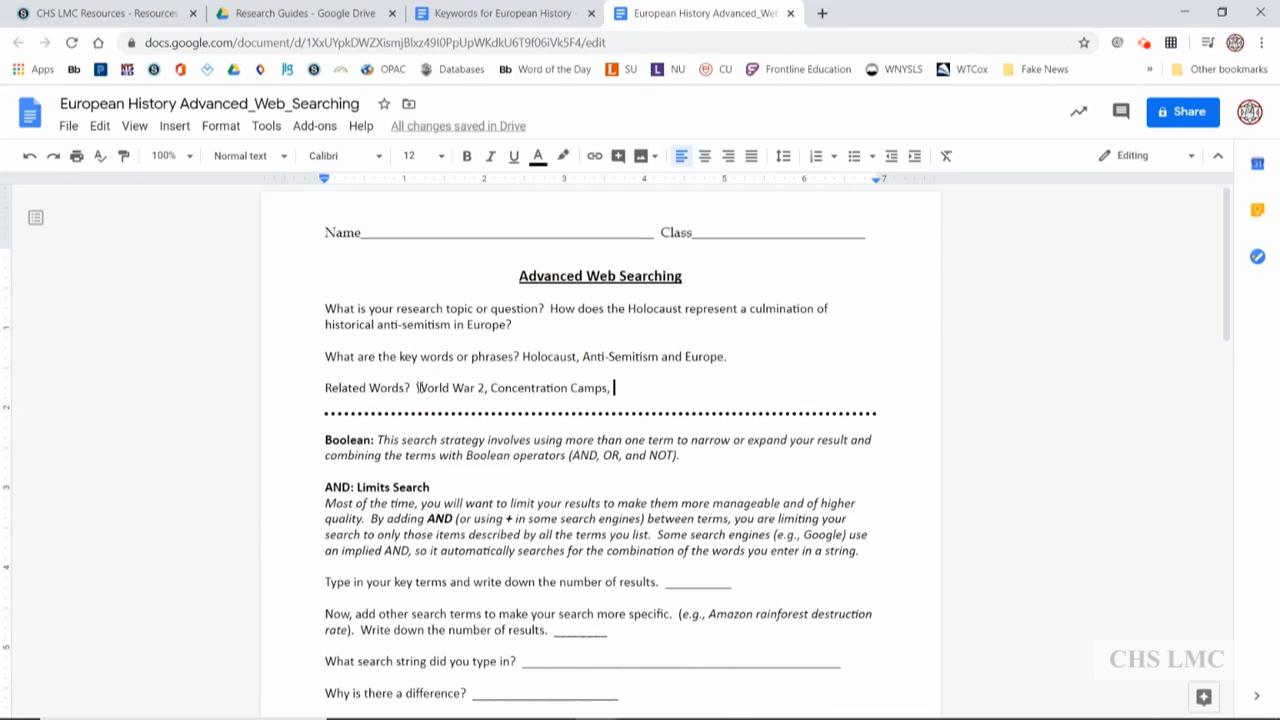 CHS LMC Resources - Resources
Research Guides - Google Drive
Keywords for European History
European History Advanced_Web
docs.google.com/document/d/1XxUYpkDWZXismjBlxz49I0PpUpWKdkU6T9f06iVk5F4/edit
Apps Bb OPAC Databases Bb Word of the Day SU NU CU Frontline Education WNYSLS WTCox Fake News » Other bookmarks
European History Advanced_Web_Searching
File Edit View Insert Format Tools Add-ons Help All changes saved in Drive
Share
100% Normal text Calibri 12 B I U A Editing
1 2 3 4 5 6 7
Name Class
Advanced Web Searching
What is your research topic or question? How does the Holocaust represent a culmination of
historical anti-semitism in Europe?
What are the key words or phrases? Holocaust, Anti-Semitism and Europe.
Related Words? World War 2, Concentration Camps,
Boolean: This search strategy involves using more than one term to narrow or expand your result and
combining the terms with Boolean operators (AND, OR, and NOT).
AND: Limits Search
Most of the time, you will want to limit your results to make them more manageable and of higher
quality. By adding AND (or using + in some search engines) between terms, you are limiting your
search to only those items described by all the terms you list. Some search engines (e.g., Google) use
an implied AND, so it automatically searches for the combination of the words you enter in a string.
Type in your key terms and write down the number of results.
Now, add other search terms to make your search more specific. (e.g., Amazon rainforest destruction
rate). Write down the number of results.
What search string did you type in?
Why is there a difference?
CHS LMC